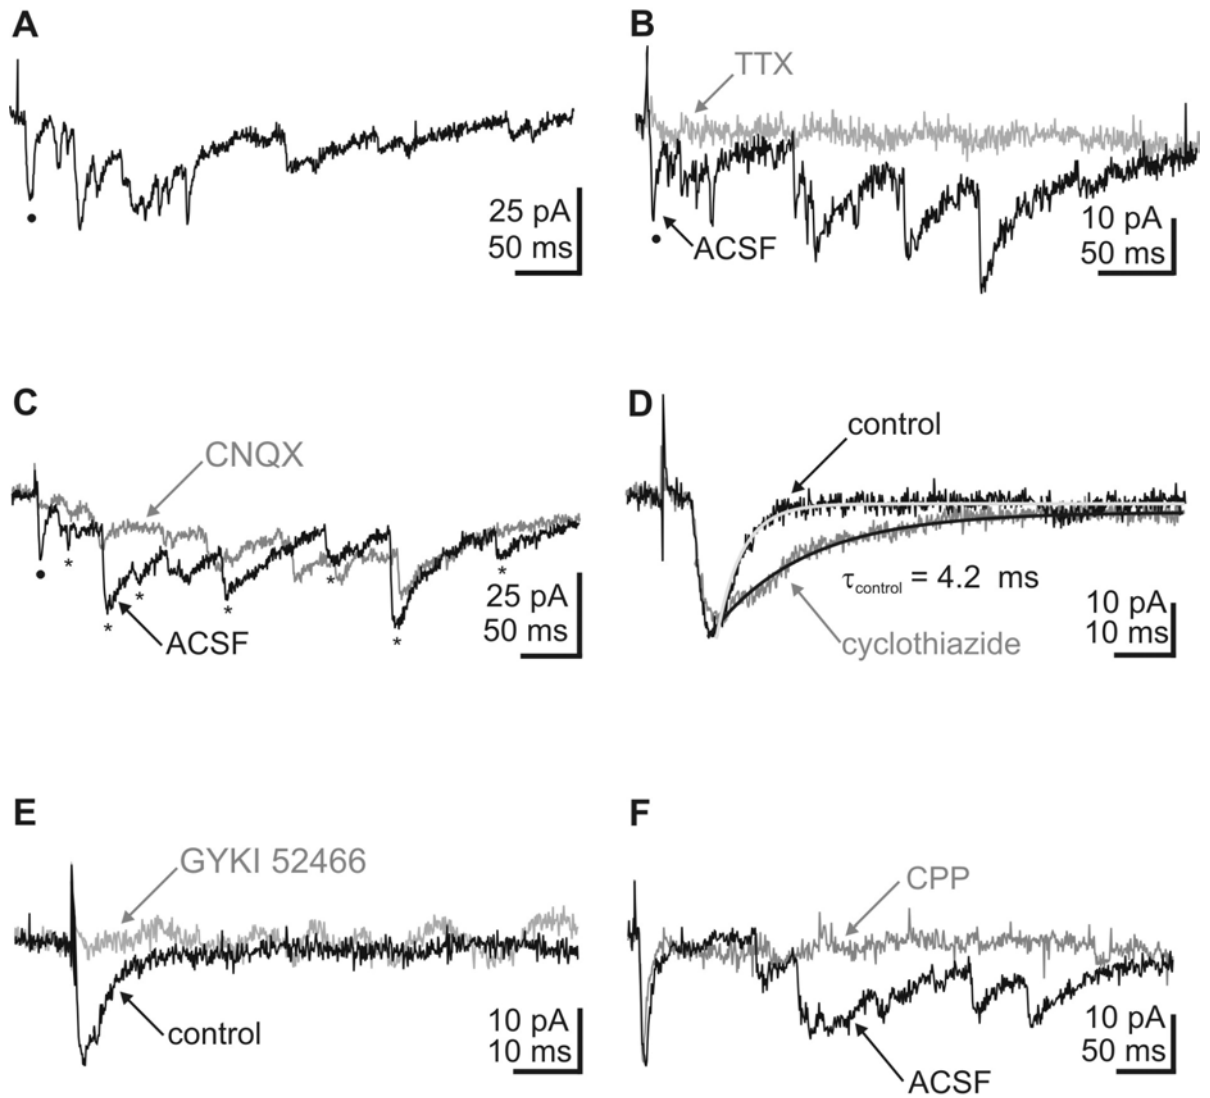 A
25 pA
50 ms
B
TTX
ACSF
10 pA
50 ms
C
CNQX
ACSF
25 pA
50 ms
D
control
τcontrol = 4.2 ms
cyclothiazide
10 pA
10 ms
E
GYKI 52466
control
10 pA
10 ms
F
CPP
ACSF
10 pA
50 ms